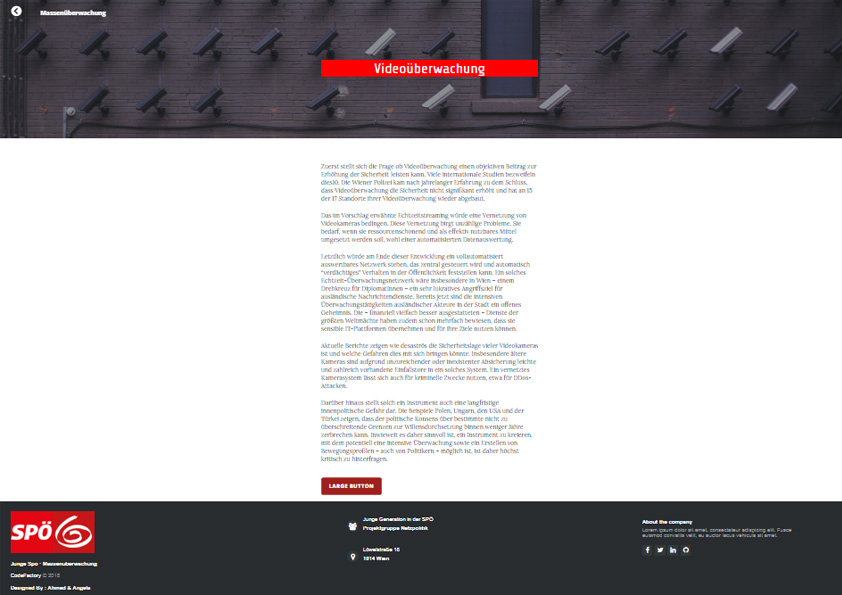 Massenüberwachung
Videoüberwachung
Zuerst stellt sich die Frage ob Videoüberwachung einen objektiven Beitrag zur
Erhöhung der Sicherheit leisten kann. Viele internationale Studien bezweifeln
dies10. Die Wiener Polizei kam nach jahrelanger Erfahrung zu dem Schluss,
dass Videoüberwachung die Sicherheit nicht signifikant erhöht und hat an 15
der 17 Standorte ihrer Videoüberwachung wieder abgebaut.
Das im Vorschlag erwähnte Echtzeitstreaming würde eine Vernetzung von
Videokameras bedingen. Diese Vernetzung birgt unzählige Probleme. Sie
bedarf, wenn sie ressourcenschonend und als effektiv nutzbares Mittel
umgesetzt werden soll, wohl einer automatisierten Datenauswertung.
Letztlich würde am Ende dieser Entwicklung ein vollautomatisiert
auswertbares Netzwerk stehen, das zentral gesteuert wird und automatisch
"verdächtiges" Verhalten in der Öffentlichkeit feststellen kann. Ein solches
Echtzeit-Überwachungsnetzwerk wäre insbesondere in Wien – einem
Drehkreuz für DiplomatInnen – ein sehr lukratives Angriffsziel für
ausländische Nachrichtendienste. Bereits jetzt sind die intensiven
Überwachungstätigkeiten ausländischer Akteure in der Stadt ein offenes
Geheimnis. Die – finanziell vielfach besser ausgestatteten – Dienste der
größten Weltmächte haben zudem schon mehrfach bewiesen, dass sie
sensible IT-Plattformen übernehmen und für ihre Ziele nutzen können.
Aktuelle Berichte zeigen wie desaströs die Sicherheitslage vieler Videokameras
ist und welche Gefahren dies mit sich bringen könnte. Insbesondere ältere
Kameras sind aufgrund unzureichender oder inexistenter Absicherung leichte
und zahlreich vorhandene Einfallstore in ein solches System. Ein vernetztes
Kamerasystem lässt sich auch für kriminelle Zwecke nutzen, etwa für DDos-
Attacken.
Darüber hinaus stellt solch ein Instrument auch eine langfristige
innenpolitische Gefahr dar. Die Beispiele Polen, Ungarn, den USA und der
Türkei zeigen, dass der politische Konsens über bestimmte nicht zu
überschreitende Grenzen zur Willensdurchsetzung binnen weniger Jahre
zerbrechen kann. Inwieweit es daher sinnvoll ist, ein Instrument zu kreieren,
mit dem potentiell eine intensive Überwachung sowie ein Erstellen von
Bewegungsprofilen – auch von Politikern – möglich ist, ist daher höchst
kritisch zu hinterfragen.
LARGE BUTTON
SPÖ
Junge Spo - Massenuberwachung
CodeFactory © 2018
Designed By : Ahmed & Angela
Junge Generation in der SPÖ
Projektgruppe Netzpolitik
Löwelstraße 18
1014 Wien
About the company
Lorem ipsum dolor sit amet, consectateur adispicing elit. Fusce
euismod convallis velit, eu auctor lacus vehicula sit amet.